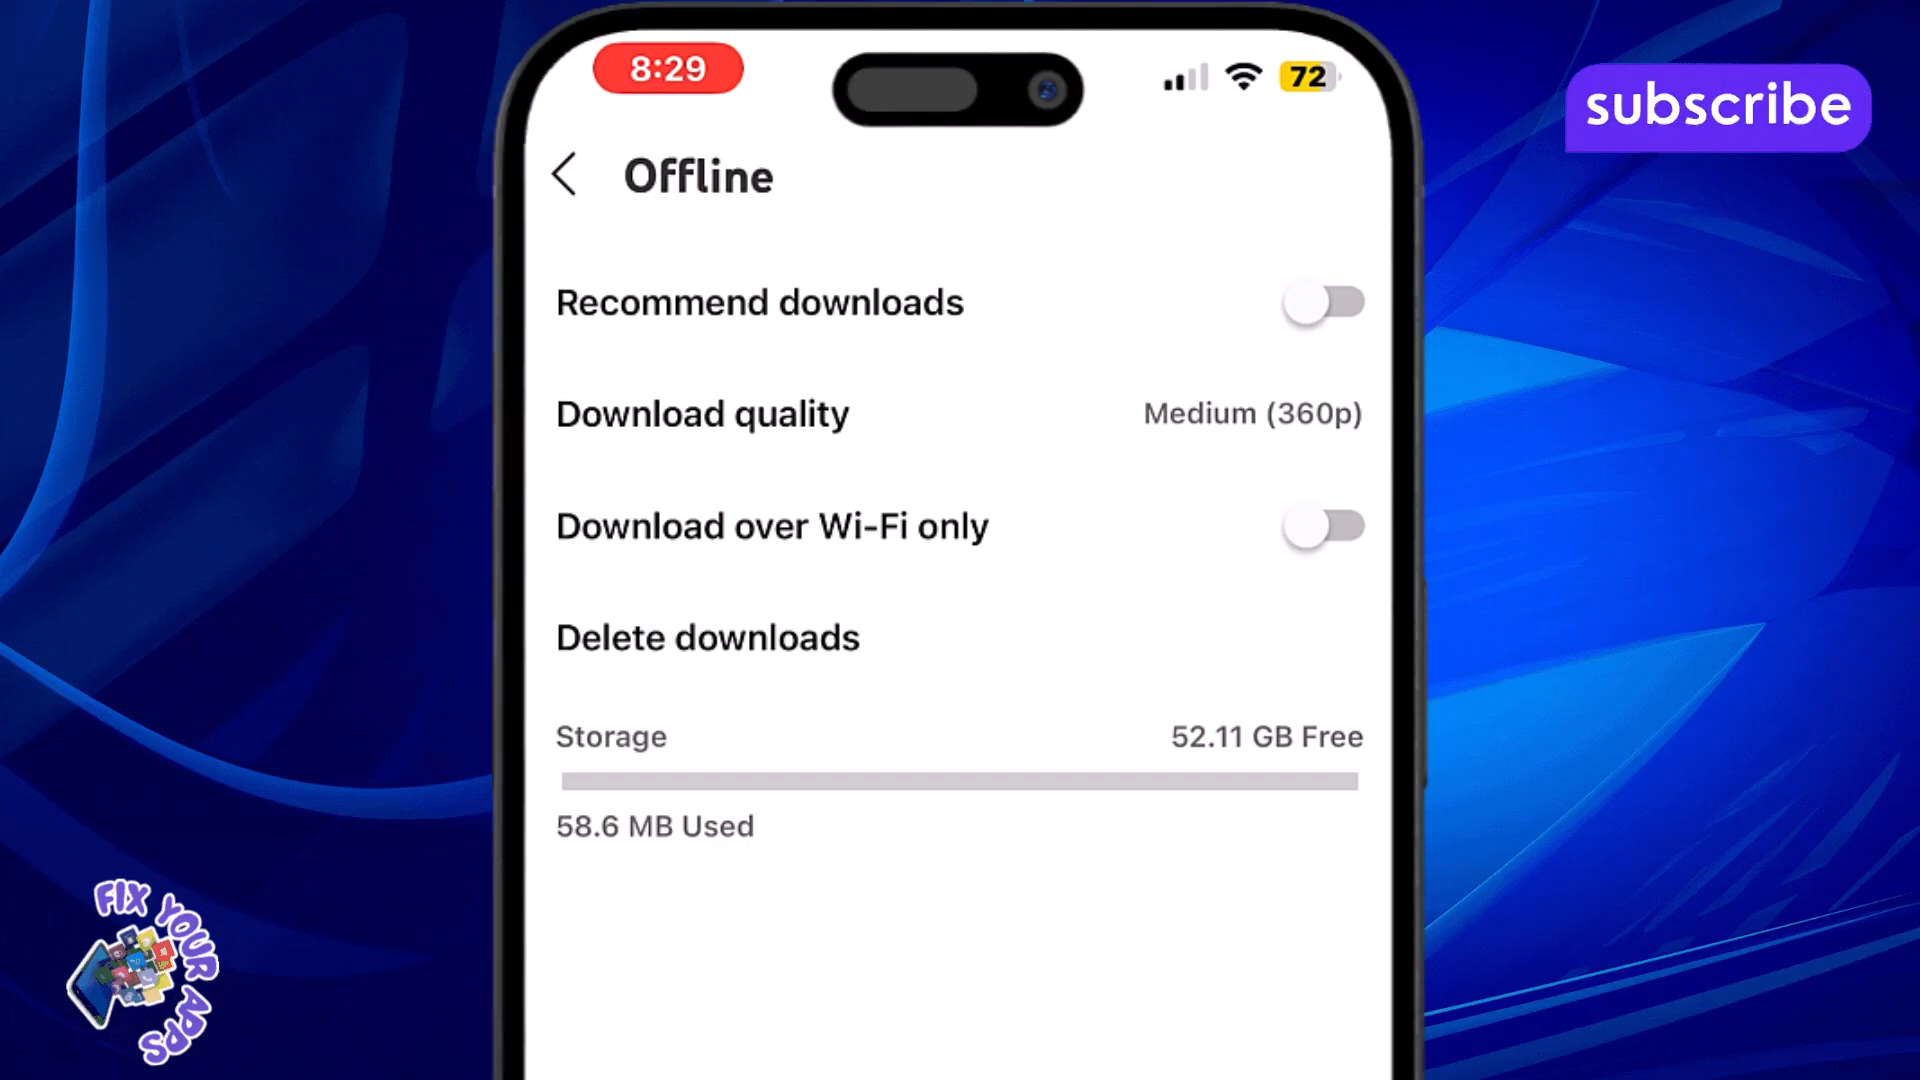 8:29
72
subscribe
Offline
Recommend downloads
Download quality
Medium (360p)
Download over Wi-Fi only
Delete downloads
Storage
52.11 GB Free
58.6 MB Used
FIX YOUR APPS